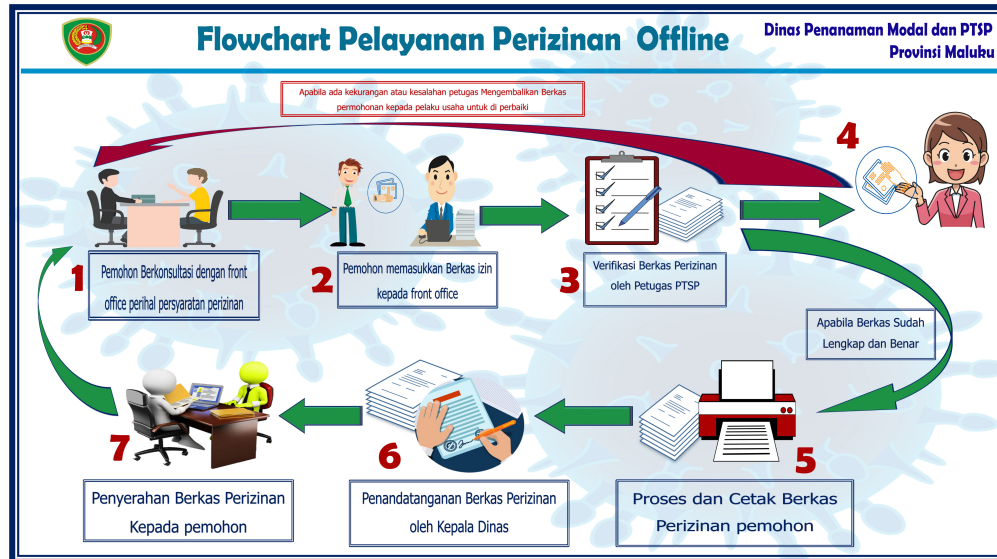 Flowchart Pelayanan Perizinan Offline
Dinas Penanaman Modal dan PTSP
Provinsi Maluku
Apabila ada kekurangan atau kesalahan petugas Mengembalikan Berkas
permohonan kepada pelaku usaha untuk di perbaiki
1
Pemohon Berkonsultasi dengan front
office perihal persyaratan perizinan
2
Pemohon memasukkan Berkas izin
kepada front office
3
Verifikasi Berkas Perizinan
oleh Petugas PTSP
4
Apabila Berkas Sudah
Lengkap dan Benar
5
Proses dan Cetak Berkas
Perizinan pemohon
6
Penandatanganan Berkas Perizinan
oleh Kepala Dinas
7
Penyerahan Berkas Perizinan
Kepada pemohon